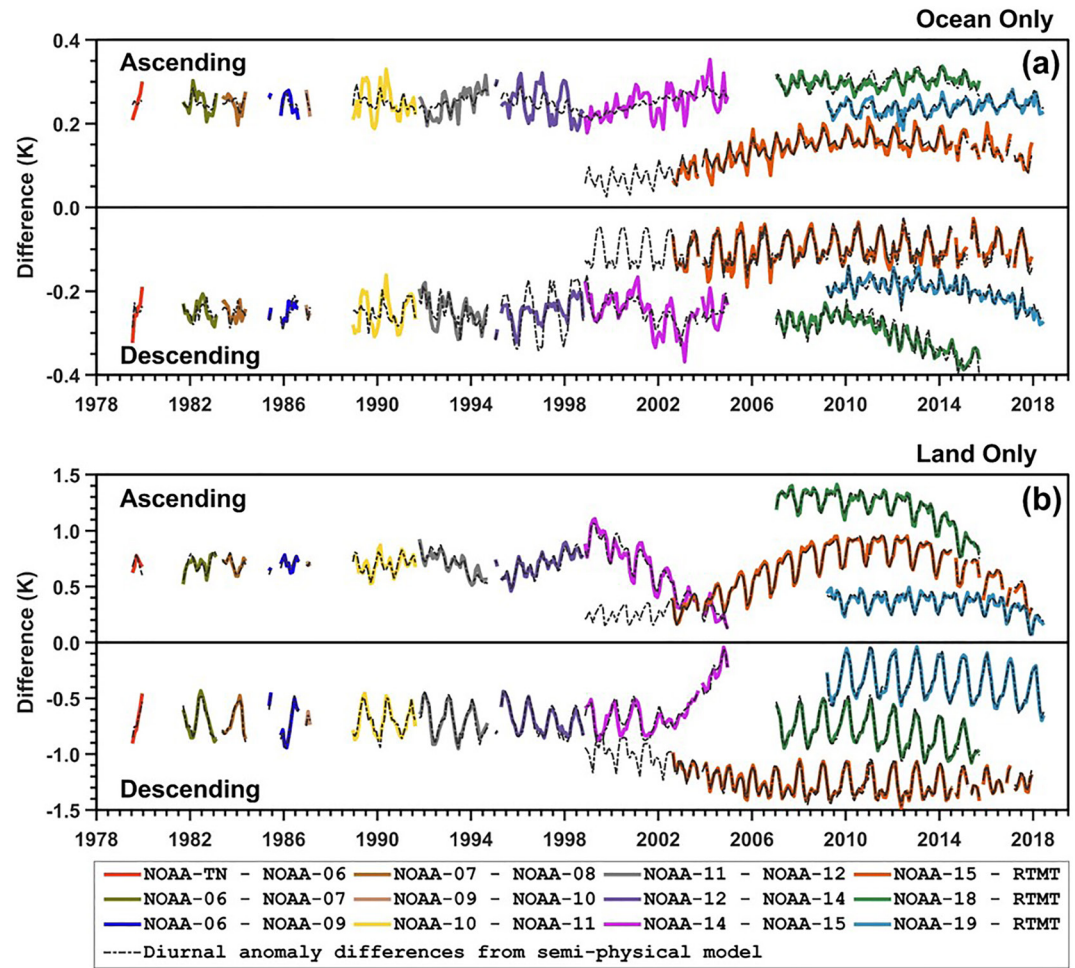 Ocean Only
0.4
Ascending
(a)
0.2
0.0
Difference (K)
-0.2
Descending
-0.4
1978 1982 1986 1990 1994 1998 2002 2006 2010 2014 2018
Land Only
1.5
Ascending
(b)
1.0
0.5
0.0
0.0
Difference (K)
-0.5
-1.0
Descending
-1.5
1978 1982 1986 1990 1994 1998 2002 2006 2010 2014 2018
NOAA-TN - NOAA-06 NOAA-07 - NOAA-08 NOAA-11 - NOAA-12 NOAA-15 - RTMT
NOAA-06 - NOAA-07 NOAA-09 - NOAA-10 NOAA-12 - NOAA-14 NOAA-18 - RTMT
NOAA-06 - NOAA-09 NOAA-10 - NOAA-11 NOAA-14 - NOAA-15 NOAA-19 - RTMT
Diurnal anomaly differences from semi-physical model